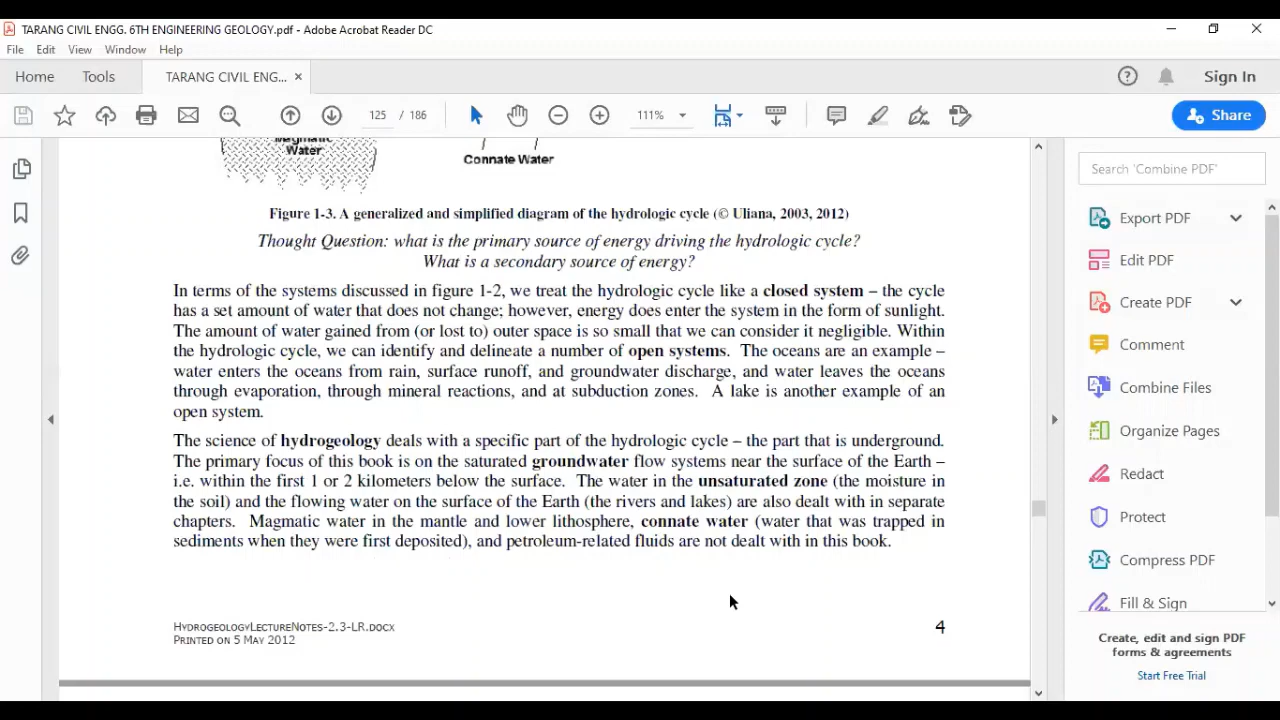 TARANG CIVIL ENGG. 6TH ENGINEERING GEOLOGY.pdf - Adobe Acrobat Reader DC
File Edit View Window Help
Home Tools TARANG CIVIL ENG... × Sign In
125 / 186 111% Share
Magmatic
Water
Connate Water
Figure 1-3. A generalized and simplified diagram of the hydrologic cycle (© Uliana, 2003, 2012)
Thought Question: what is the primary source of energy driving the hydrologic cycle?
What is a secondary source of energy?
In terms of the systems discussed in figure 1-2, we treat the hydrologic cycle like a closed system – the cycle
has a set amount of water that does not change; however, energy does enter the system in the form of sunlight.
The amount of water gained from (or lost to) outer space is so small that we can consider it negligible. Within
the hydrologic cycle, we can identify and delineate a number of open systems. The oceans are an example –
water enters the oceans from rain, surface runoff, and groundwater discharge, and water leaves the oceans
through evaporation, through mineral reactions, and at subduction zones. A lake is another example of an
open system.
The science of hydrogeology deals with a specific part of the hydrologic cycle – the part that is underground.
The primary focus of this book is on the saturated groundwater flow systems near the surface of the Earth –
i.e. within the first 1 or 2 kilometers below the surface. The water in the unsaturated zone (the moisture in
the soil) and the flowing water on the surface of the Earth (the rivers and lakes) are also dealt with in separate
chapters. Magmatic water in the mantle and lower lithosphere, connate water (water that was trapped in
sediments when they were first deposited), and petroleum-related fluids are not dealt with in this book.
HYDROGEOLOGYLECTURENOTES-2.3-LR.DOCX
PRINTED ON 5 MAY 2012
4
Search 'Combine PDF'
Export PDF
Edit PDF
Create PDF
Comment
Combine Files
Organize Pages
Redact
Protect
Compress PDF
Fill & Sign
Create, edit and sign PDF
forms & agreements
Start Free Trial